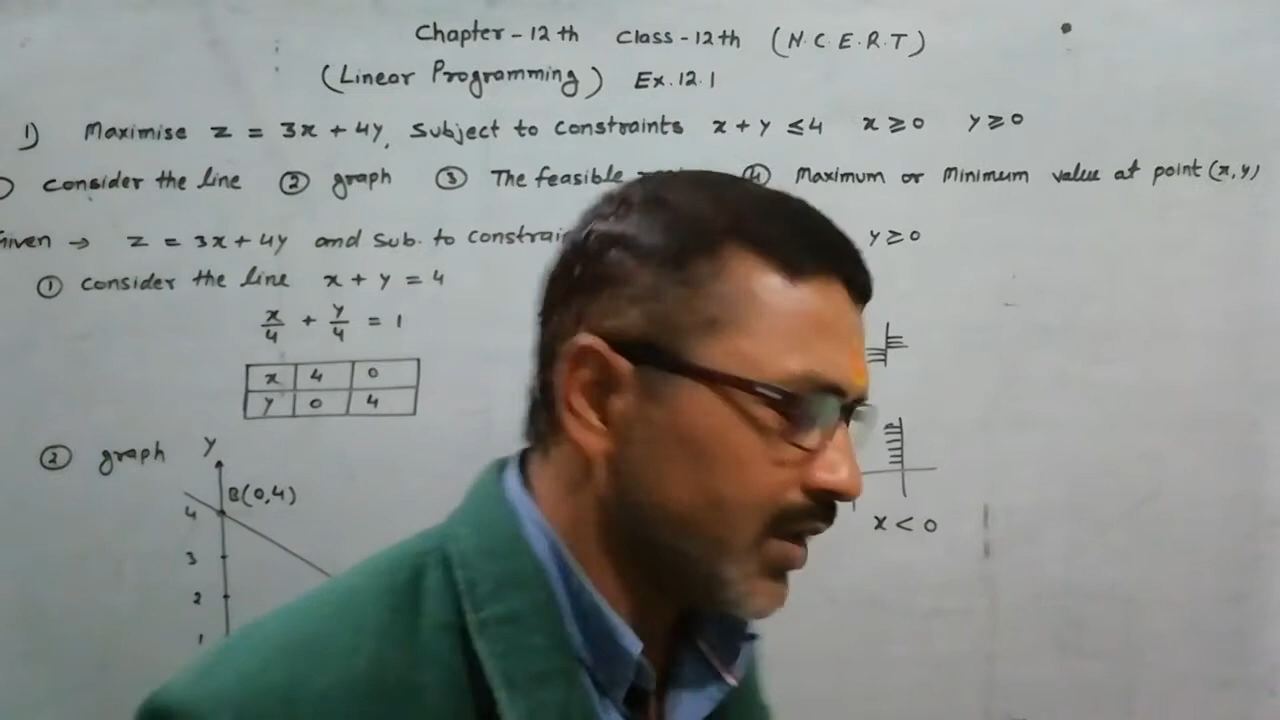 Chapter - 12th Class - 12th (N.C.E.R.T)
(Linear Programming) Ex.12.1
1) Maximise z = 3x + 4y, Subject to constraints x + y ≤ 4 x ≥ 0 y ≥ 0
Consider the line ② graph ③ The feasible ④ Maximum or Minimum value at point (x,y)
Given → z = 3x + 4y and Sub. to y ≥ 0
① Consider the line x + y = 4
x/4 + y/4 = 1
x 4 0
y 0 4
② graph Y
B(0,4)
4
3
2
1
x < 0